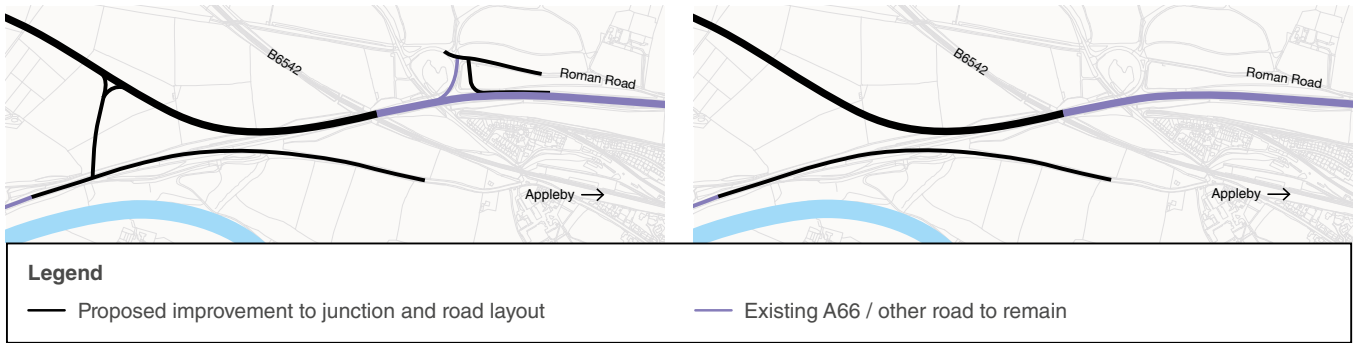 B6542
Roman Road
Appleby
B6542
Roman Road
Appleby
Legend
Proposed improvement to junction and road layout
Existing A66 / other road to remain